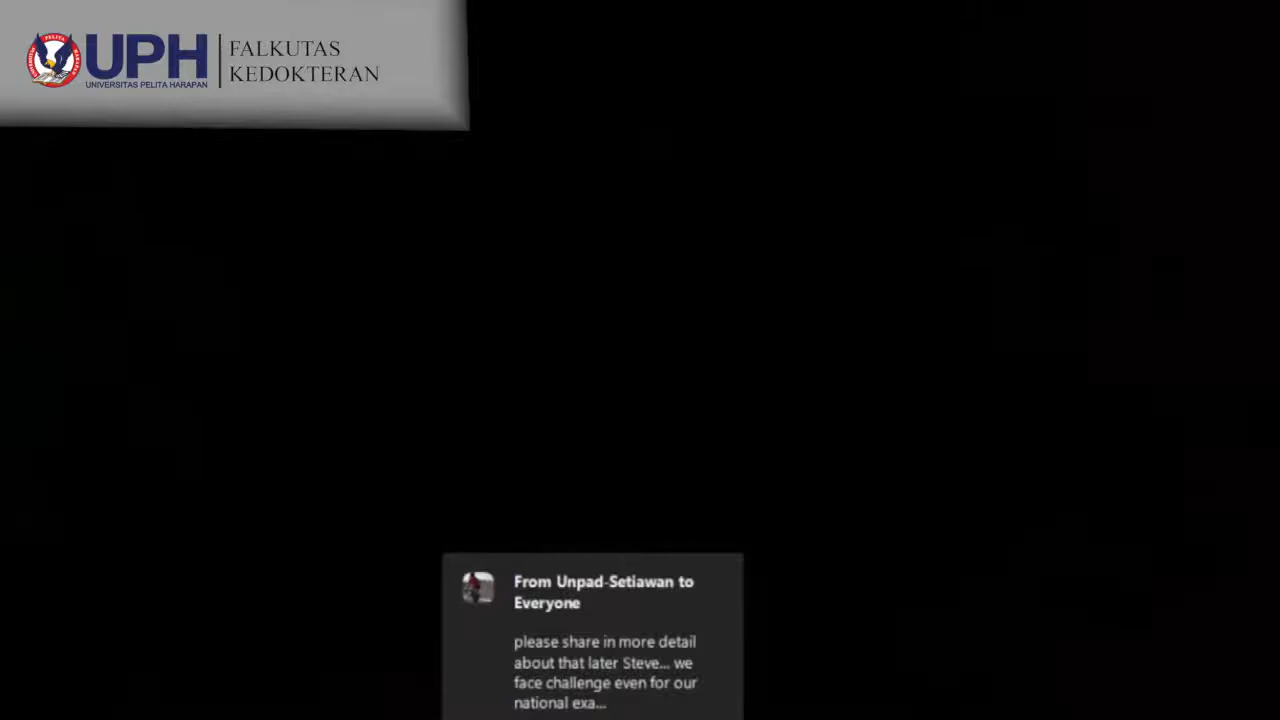 UPH
UNIVERSITAS PELITA HARAPAN
FALKUTAS
KEDOKTERAN
From Unpad-Setiawan to
Everyone
please share in more detail
about that later Steve... we
face challenge even for our
national exa...